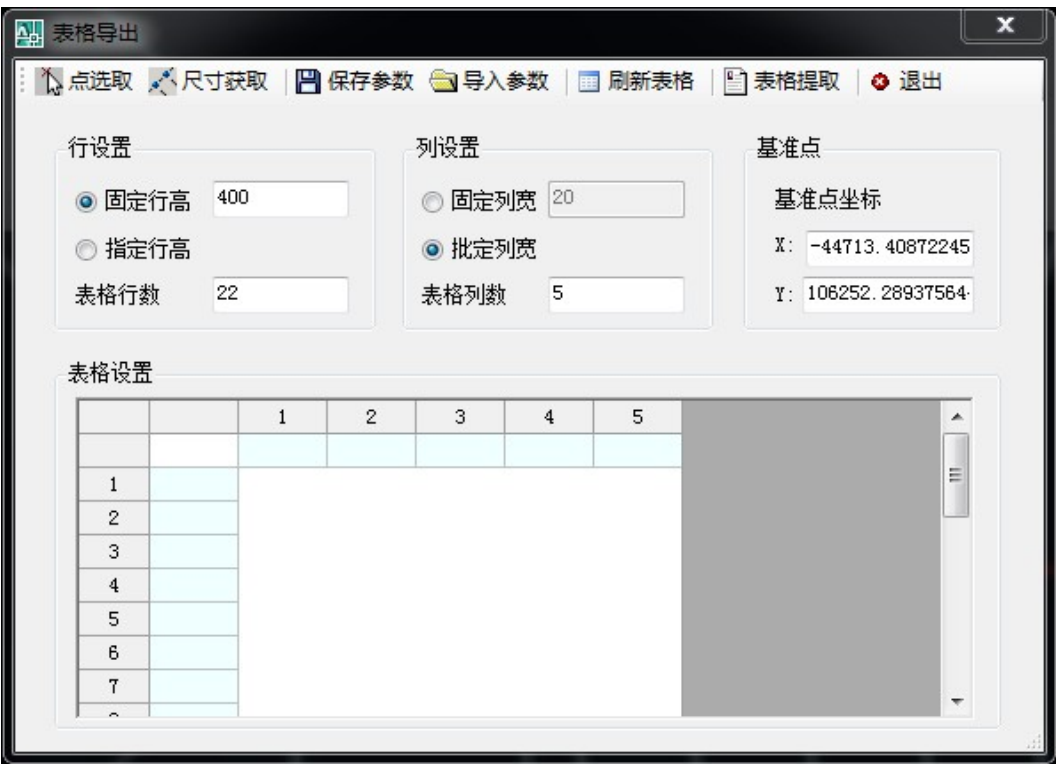 表格导出
点选取 尺寸获取 保存参数 导入参数 刷新表格 表格提取 退出
行设置 列设置 基准点
固定行高 400 固定列宽 20 基准点坐标
指定行高 批定列宽 X: -44713.40872245
表格行数 22 表格列数 5 Y: 106252.28937564
表格设置
1 2 3 4 5
1
2
3
4
5
6
7